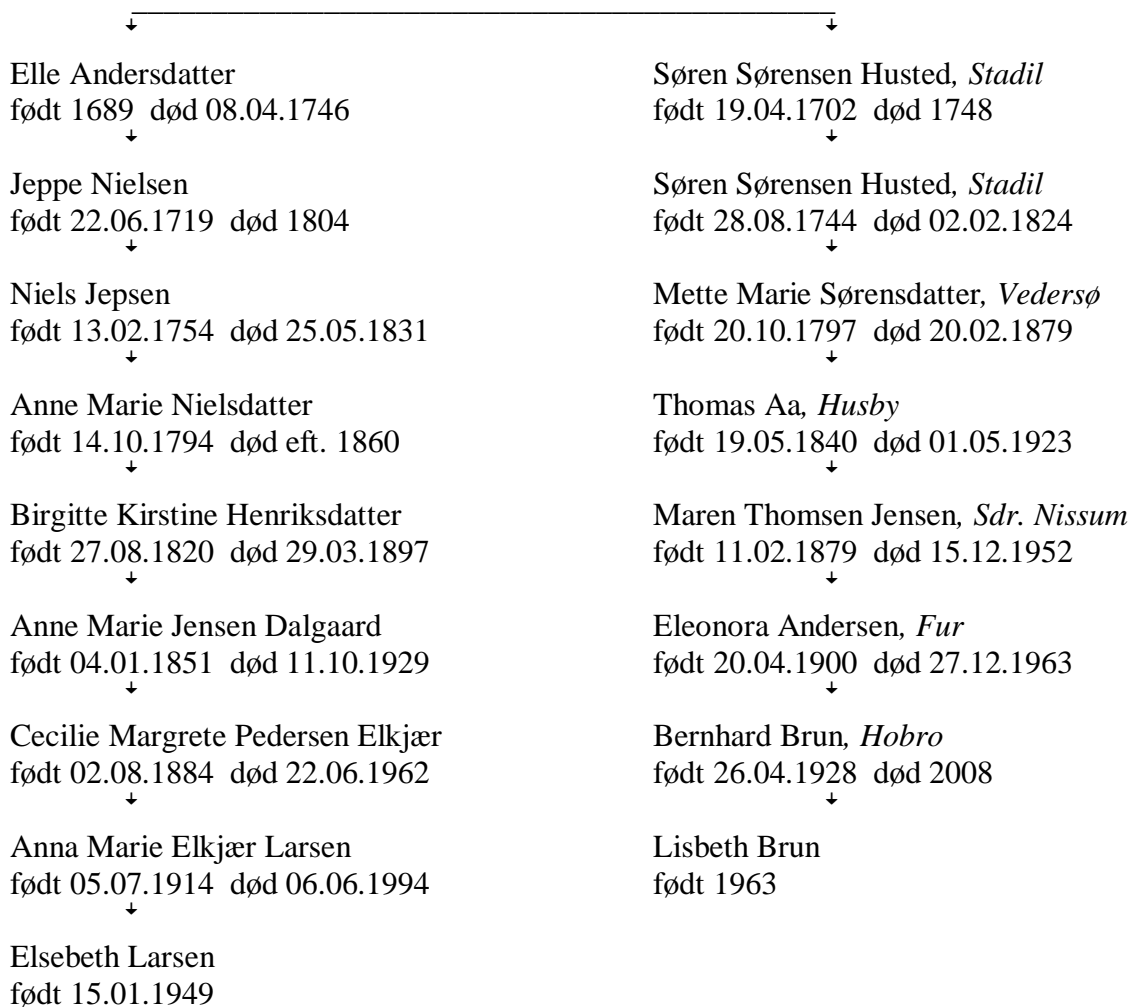 Elle Andersdatter
født 1689 død 08.04.1746
Jeppe Nielsen
født 22.06.1719 død 1804
Niels Jepsen
født 13.02.1754 død 25.05.1831
Anne Marie Nielsdatter
født 14.10.1794 død eft. 1860
Birgitte Kirstine Henriksdatter
født 27.08.1820 død 29.03.1897
Anne Marie Jensen Dalgaard
født 04.01.1851 død 11.10.1929
Cecilie Margrete Pedersen Elkjær
født 02.08.1884 død 22.06.1962
Anna Marie Elkjær Larsen
født 05.07.1914 død 06.06.1994
Elsebeth Larsen
født 15.01.1949
Søren Sørensen Husted, Stadil
født 19.04.1702 død 1748
Søren Sørensen Husted, Stadil
født 28.08.1744 død 02.02.1824
Mette Marie Sørensdatter, Vedersø
født 20.10.1797 død 20.02.1879
Thomas Aa, Husby
født 19.05.1840 død 01.05.1923
Maren Thomsen Jensen, Sdr. Nissum
født 11.02.1879 død 15.12.1952
Eleonora Andersen, Fur
født 20.04.1900 død 27.12.1963
Bernhard Brun, Hobro
født 26.04.1928 død 2008
Lisbeth Brun
født 1963